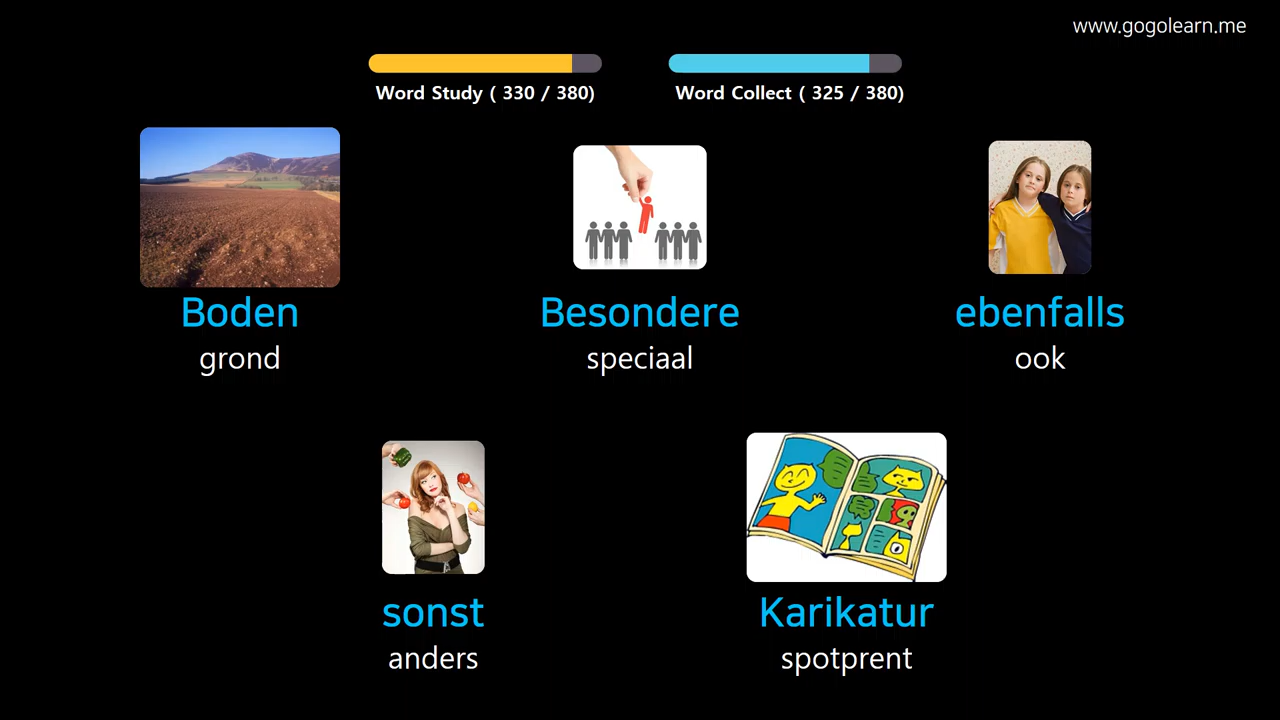 www.gogolearn.me
Word Study ( 330 / 380)
Word Collect ( 325 / 380)
Boden
grond
Besondere
speciaal
ebenfalls
ook
sonst
anders
Karikatur
spotprent